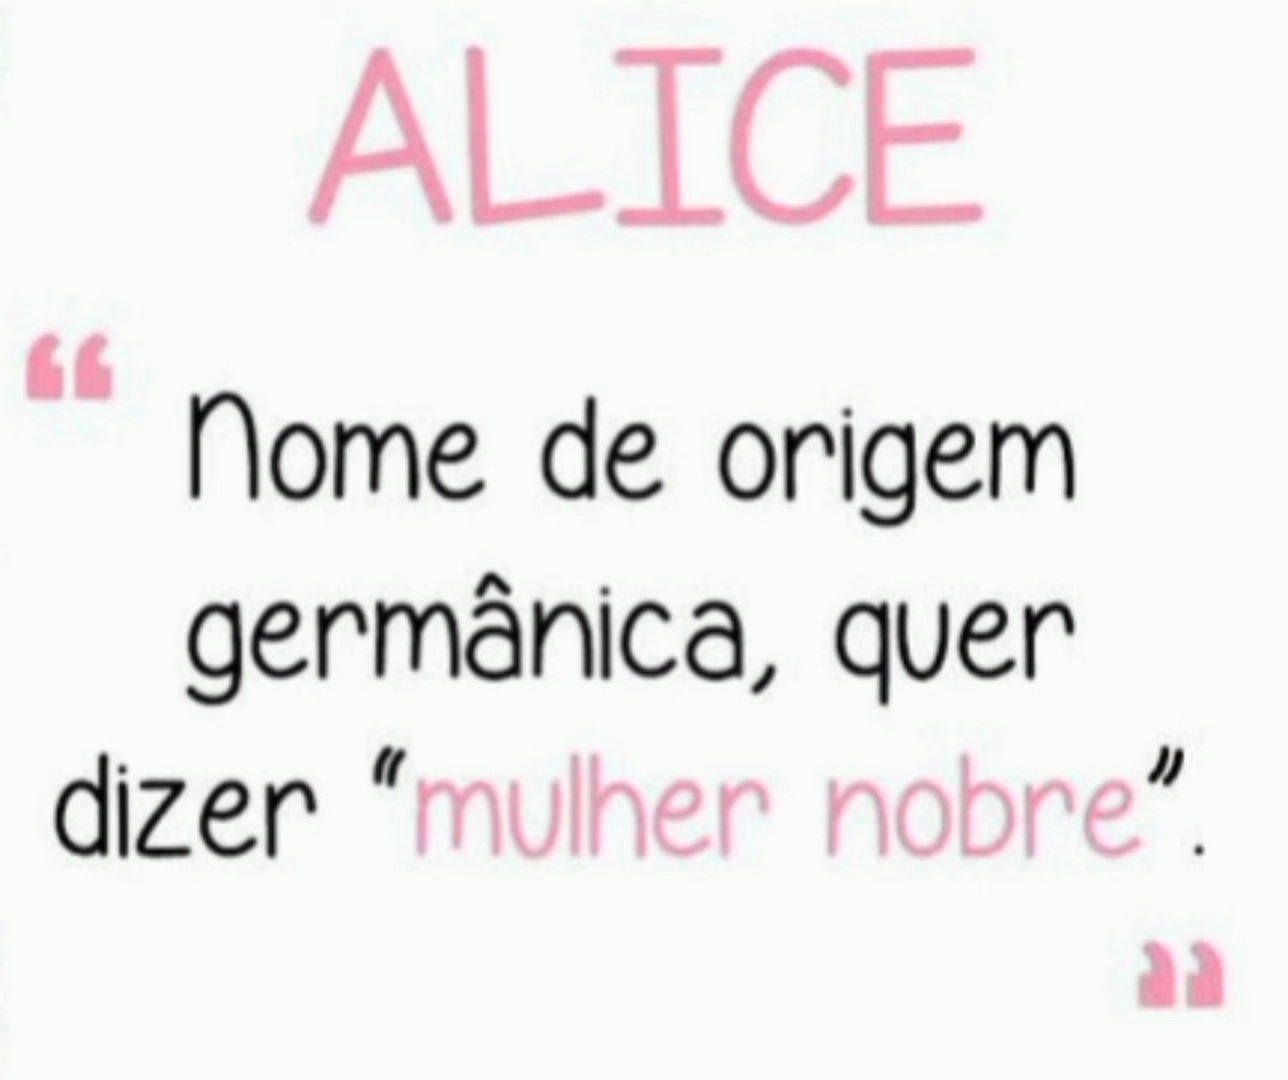 ALICE
“
Nome de origem
germânica, quer
dizer “mulher nobre”.
”